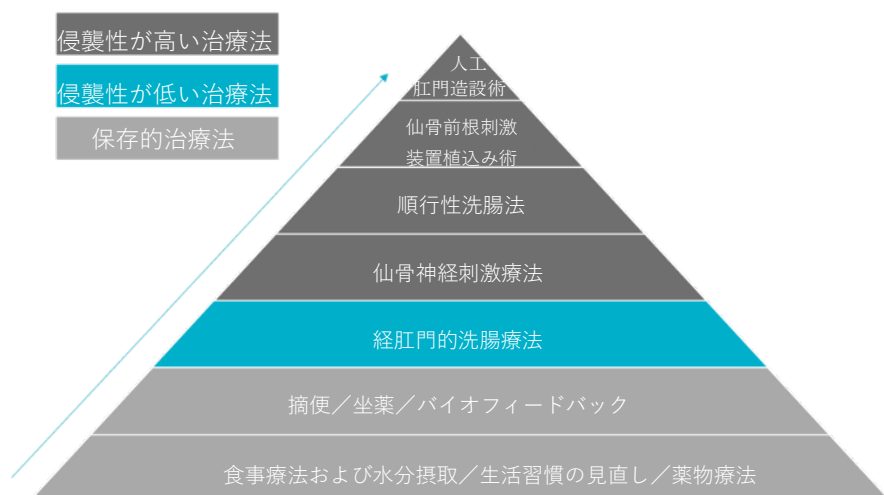 侵襲性が高い治療法
侵襲性が低い治療法
保存的治療法
人工
肛門造設術
仙骨前根刺激
装置植込み術
順行性洗腸法
仙骨神経刺激療法
経肛門的洗腸療法
摘便／坐薬／バイオフィードバック
食事療法および水分摂取／生活習慣の見直し／薬物療法